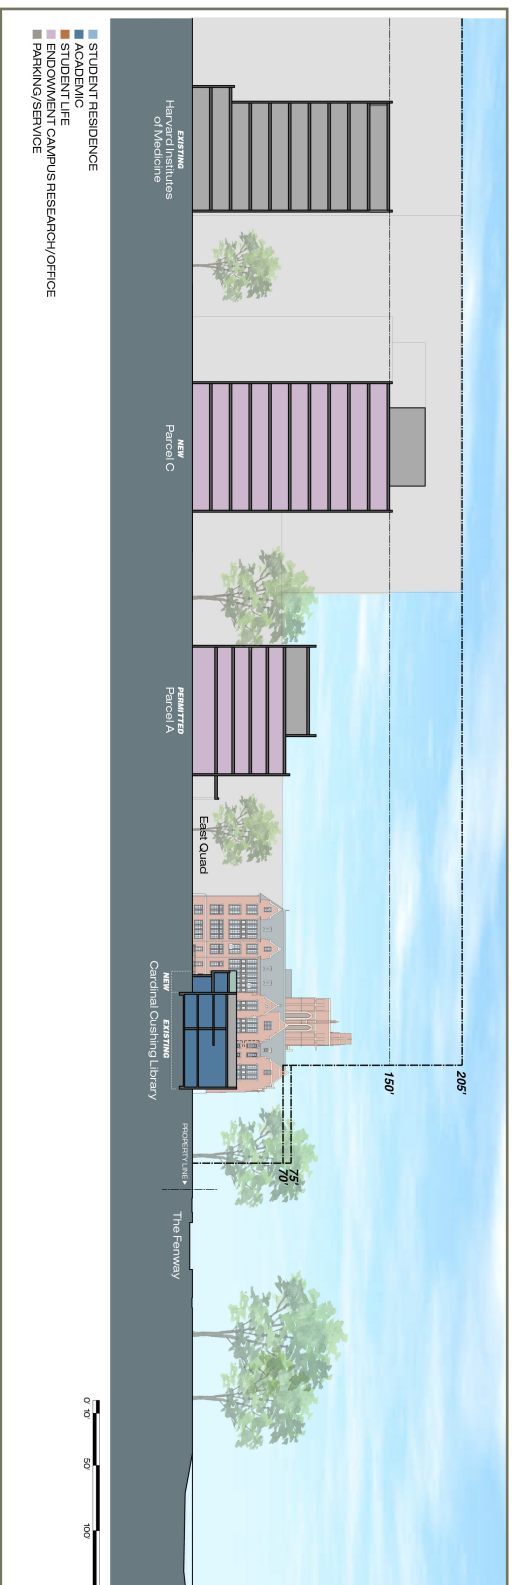 205'
150'
75'
70'
East Quad
EXISTING
Harvard Institutes
of Medicine
NEW
Parcel C
PERMITTED
Parcel A
NEW EXISTING
Cardinal Cushing Library
PROPERTY LINE
The Fenway
STUDENT RESIDENCE
ACADEMIC
STUDENT LIFE
ENDOWMENT CAMPUS RESEARCH/OFFICE
PARKING/SERVICE
0' 10' 50' 100'